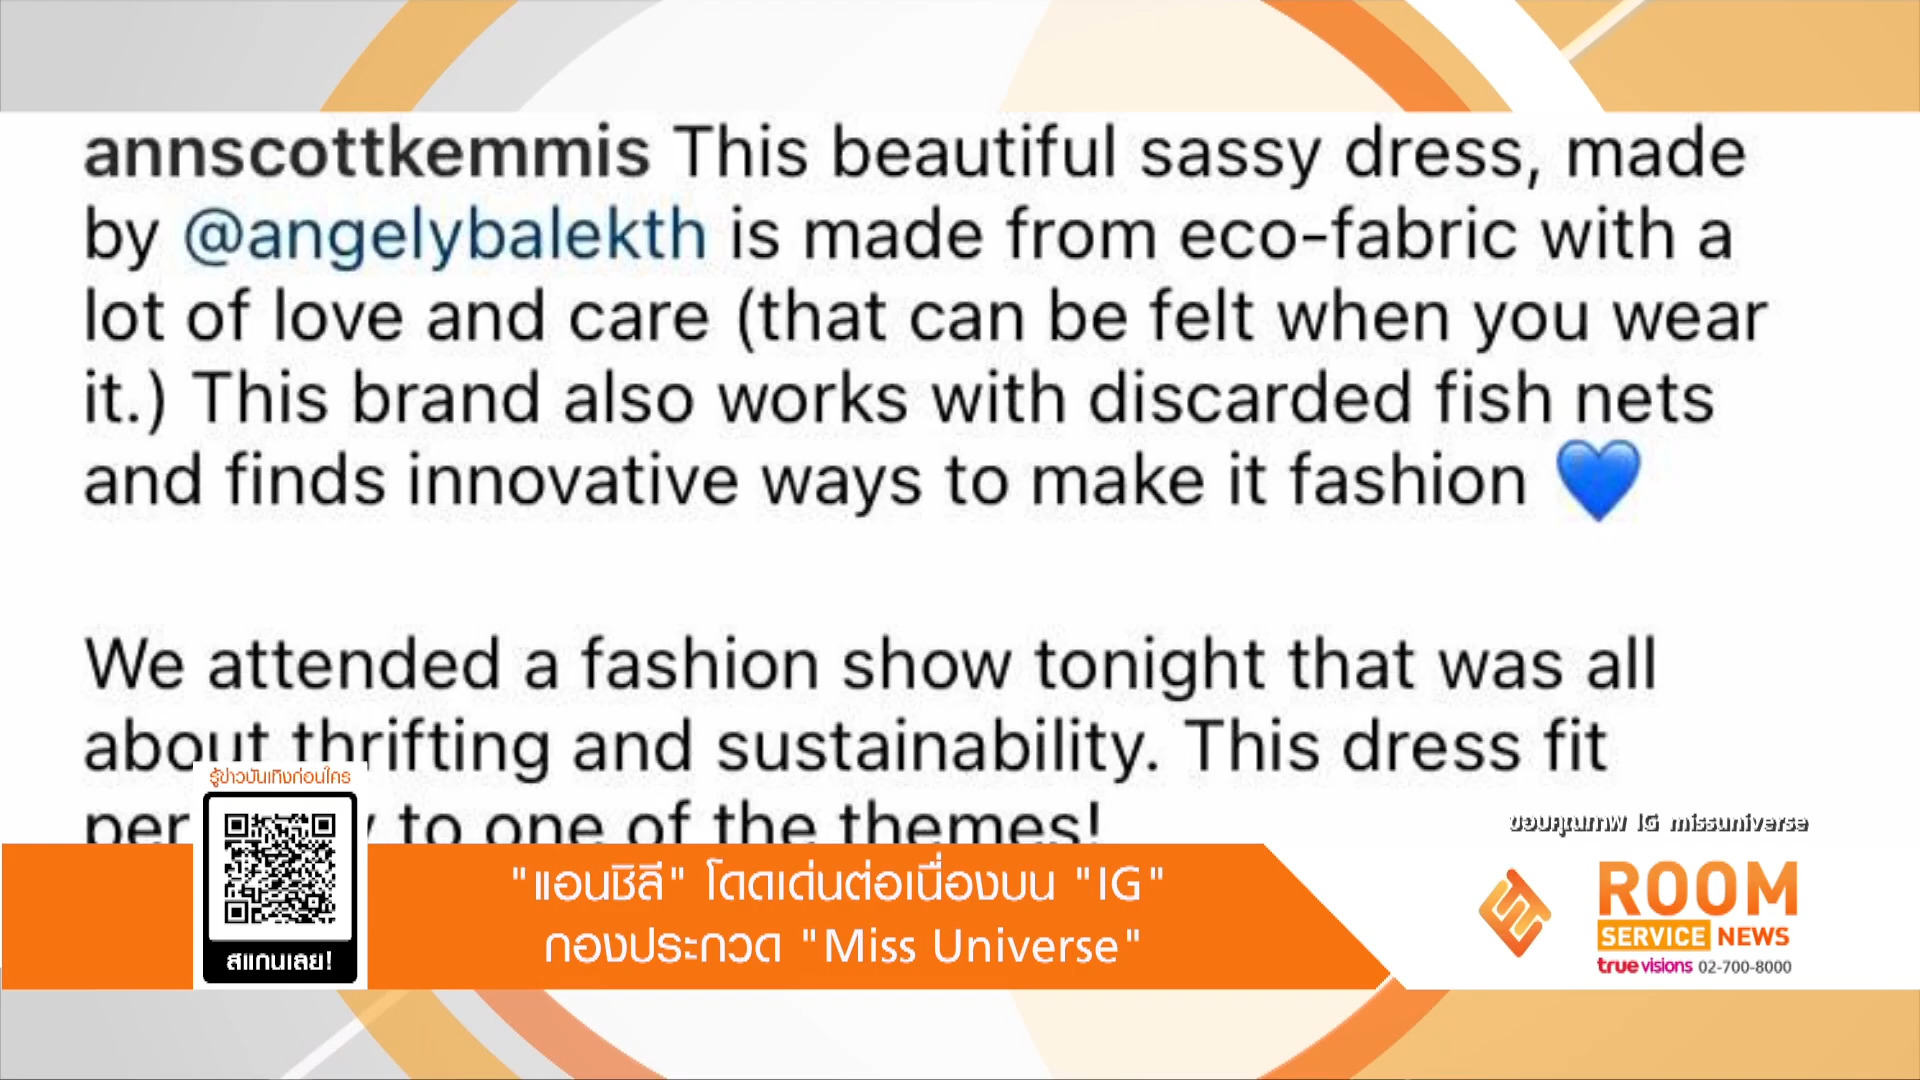 annscottkemmis This beautiful sassy dress, made
by @angelybalekth is made from eco-fabric with a
lot of love and care (that can be felt when you wear
it.) This brand also works with discarded fish nets
and finds innovative ways to make it fashion 💙
We attended a fashion show tonight that was all
about thrifting and sustainability. This dress fit
to one of the themes!
รู้ข่าวบันเทิงก่อนใคร
สแกนเลย!
"แอนชิลี" โดดเด่นต่อเนื่องบน "IG"
กองประกวด "Miss Universe"
ขอบคุณภาพ IG missuniverse
ROOM
SERVICE NEWS
truevisions 02-700-8000